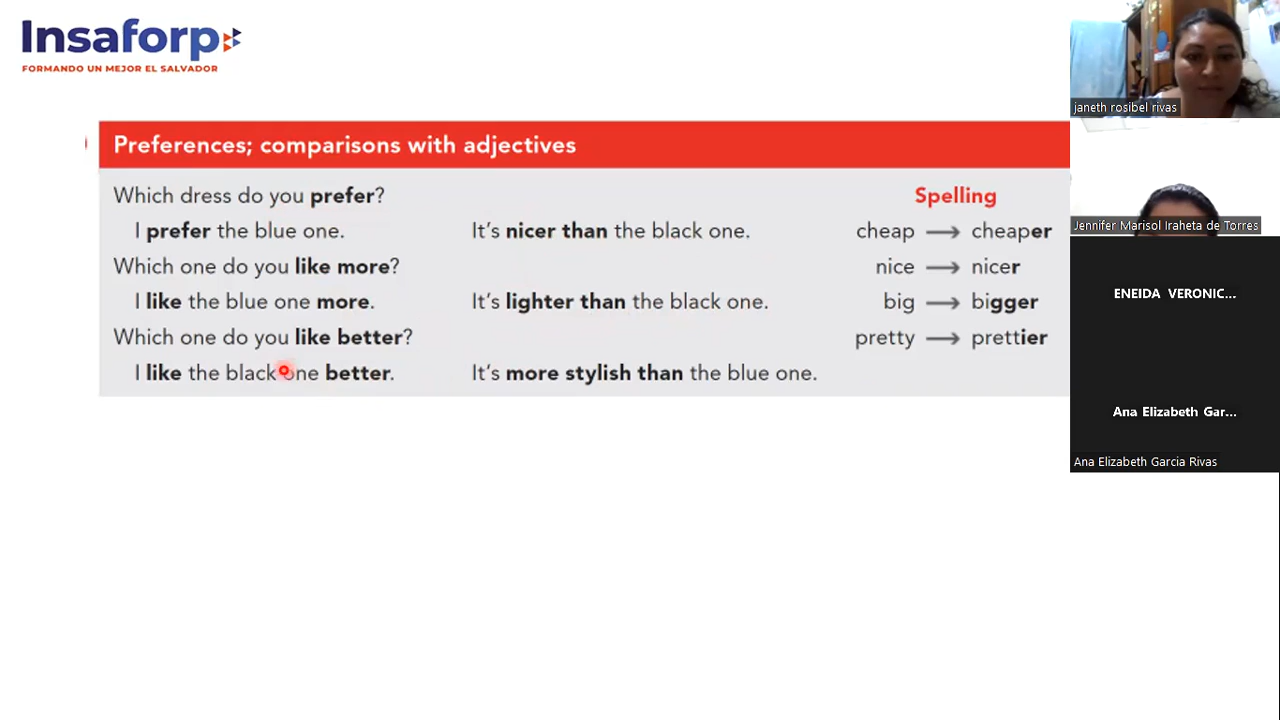 Insaforp
FORMANDO UN MEJOR EL SALVADOR
Preferences; comparisons with adjectives
Which dress do you prefer?
I prefer the blue one. It's nicer than the black one.
Which one do you like more?
I like the blue one more. It's lighter than the black one.
Which one do you like better?
I like the black one better. It's more stylish than the blue one.
Spelling
cheap ⟶ cheaper
nice ⟶ nicer
big ⟶ bigger
pretty ⟶ prettier
janeth rosibel rivas
Jennifer Marisol Iraheta de Torres
ENEIDA VERONIC...
Ana Elizabeth Gar...
Ana Elizabeth Garcia Rivas